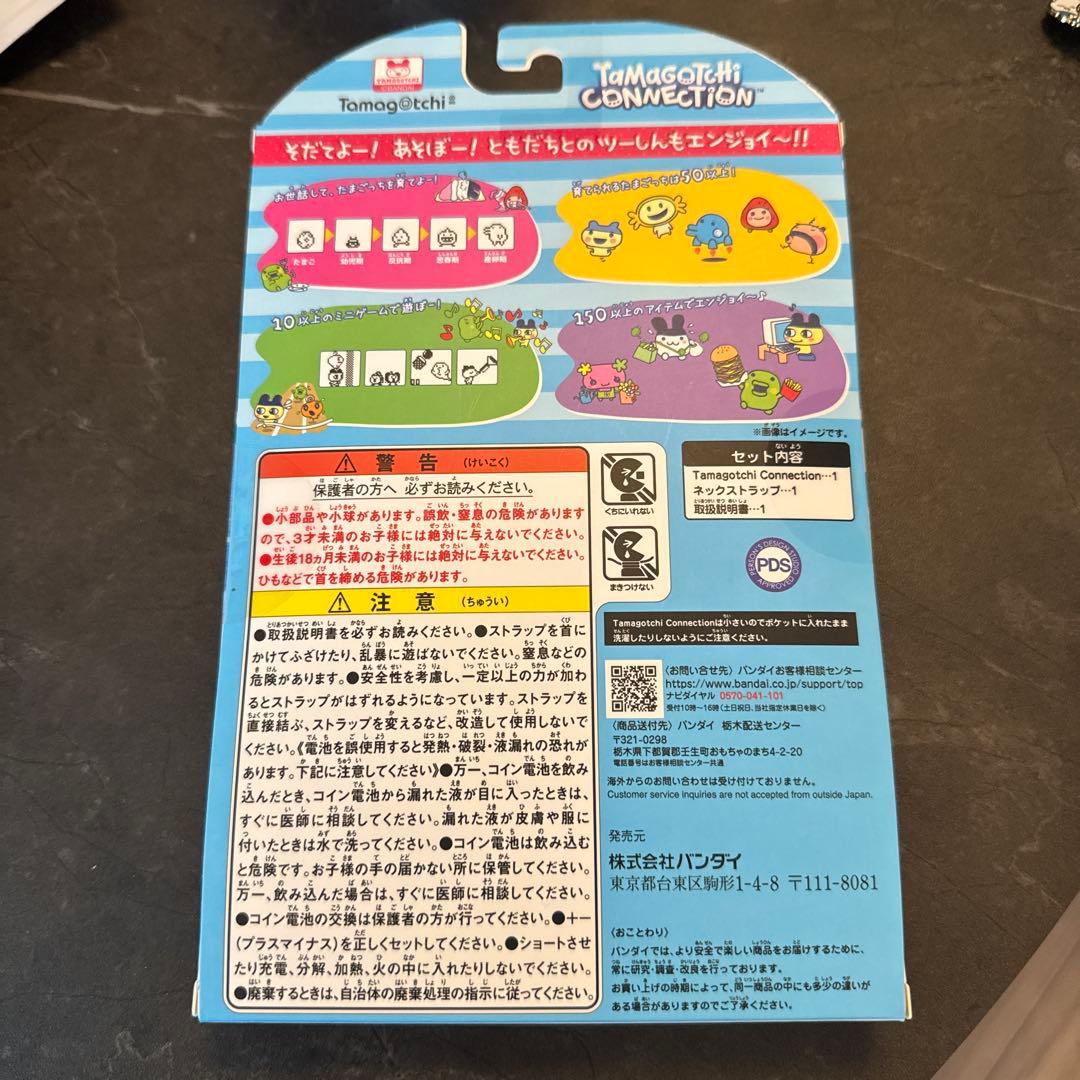 TAMAGOTCHI
©BANDAI
Tamag@tchi®
TaMaGOTCHi
CONNECTiON™
そだてよー! あそぼー! ともだちとのツーしんもエンジョイ〜!!
お世話して、たまごっちを育てよー!
たまご 幼児期 反抗期 思春期 産卵期
育てられるたまごっちは50以上!
10以上のミニゲームで遊ぼー!
150以上のアイテムでエンジョイ〜♪
※画像はイメージです。
警告 (けいこく)
保護者の方へ 必ずお読みください。
●小部品や小球があります。誤飲・窒息の危険があります
ので、3才未満のお子様には絶対に与えないでください。
●生後18ヵ月未満のお子様には絶対に与えないでください。
ひもなどで首を締める危険があります。
注意 (ちゅうい)
●取扱説明書を必ずお読みください。●ストラップを首に
かけてふざけたり、乱暴に遊ばないでください。窒息などの
危険があります。●安全性を考慮し、一定以上の力が加わ
るとストラップがはずれるようになっています。ストラップを
直接結ぶ、ストラップを変えるなど、改造して使用しないで
ください。《電池を誤使用すると発熱・破裂・液漏れの恐れが
あります。下記に注意してください》●万一、コイン電池を飲み
込んだとき、コイン電池から漏れた液が目に入ったときは、
すぐに医師に相談してください。漏れた液が皮膚や服に
付いたときは水で洗ってください。●コイン電池は飲み込む
と危険です。お子様の手の届かない所に保管してください。
万一、飲み込んだ場合は、すぐに医師に相談してください。
●コイン電池の交換は保護者の方が行ってください。●+−
(プラスマイナス)を正しくセットしてください。●ショートさせ
たり充電、分解、加熱、火の中に入れたりしないでください。
●廃棄するときは、自治体の廃棄処理の指示に従ってください。
くちにいれない
まきつけない
セット内容
Tamagotchi Connection…1
ネックストラップ…1
取扱説明書…1
PERSON'S DESIGN STUDIO
PDS
APPROVED
Tamagotchi Connectionは小さいのでポケットに入れたまま
洗濯したりしないようにご注意ください。
〈お問い合せ先〉バンダイお客様相談センター
https://www.bandai.co.jp/support/top
ナビダイヤル 0570-041-101
受付10時〜16時(土日祝日、当社指定休業日を除く)
〈商品送付先〉バンダイ 栃木配送センター
〒321-0298
栃木県下都賀郡壬生町おもちゃのまち4-2-20
電話番号はお客様相談センター共通
海外からのお問い合わせは受け付けておりません。
Customer service inquiries are not accepted from outside Japan.
発売元
株式会社バンダイ
東京都台東区駒形1-4-8 〒111-8081
〈おことわり〉
バンダイでは、より安全で楽しい商品をお届けするために、
常に研究・調査・改良を行っております。
お買い上げの時期によって、同一商品の中にも多少の違いが
ある場合がありますのでご了承ください。